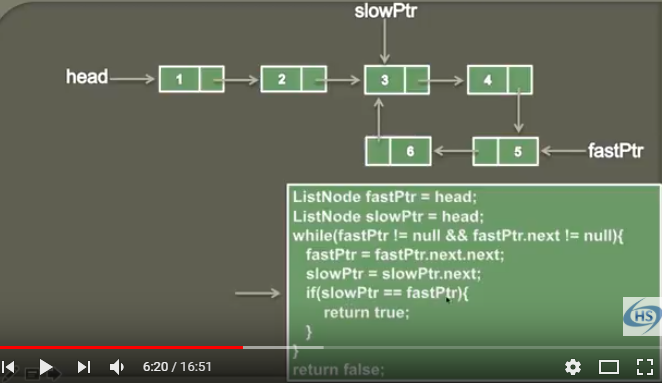 slowPtr
head
1
2
3
4
6
5
fastPtr
ListNode fastPtr = head;
ListNode slowPtr = head;
while(fastPtr != null && fastPtr.next != null){
fastPtr = fastPtr.next.next;
slowPtr = slowPtr.next;
if(slowPtr == fastPtr){
return true;
}
}
return false;
HS
6:20 / 16:51